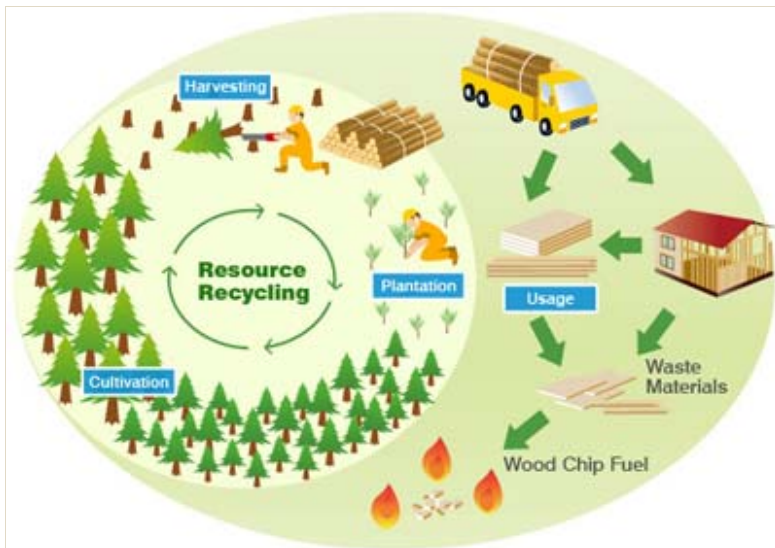 Harvesting
Resource
Recycling
Plantation
Cultivation
Usage
Waste
Materials
Wood Chip Fuel